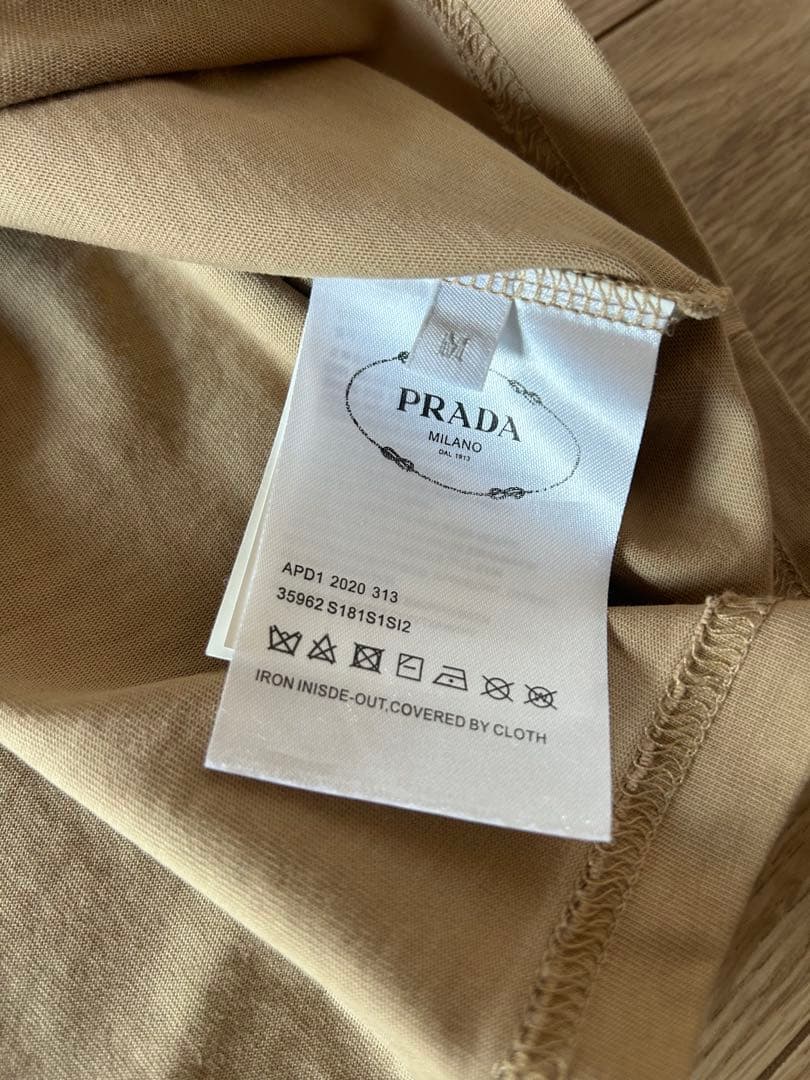 M
PRADA
MILANO
DAL 1913
APD1 2020 313
35962 S181S1SI2
IRON INISDE-OUT,COVERED BY CLOTH